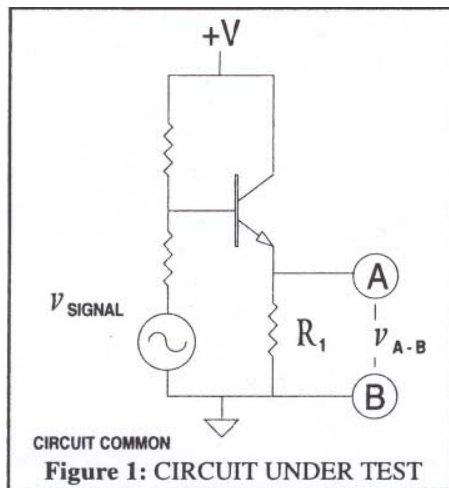 +V
A
V SIGNAL
R1
V A-B
B
CIRCUIT COMMON
Figure 1: CIRCUIT UNDER TEST